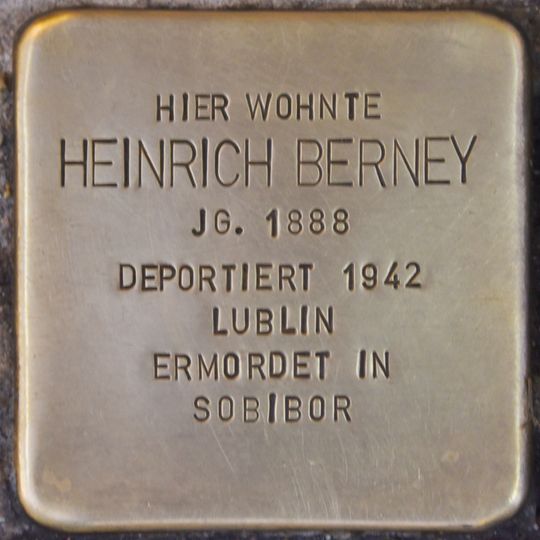 HIER WOHNTE
HEINRICH BERNEY
JG. 1888
DEPORTIERT 1942
LUBLIN
ERMORDET IN
SOBIBOR